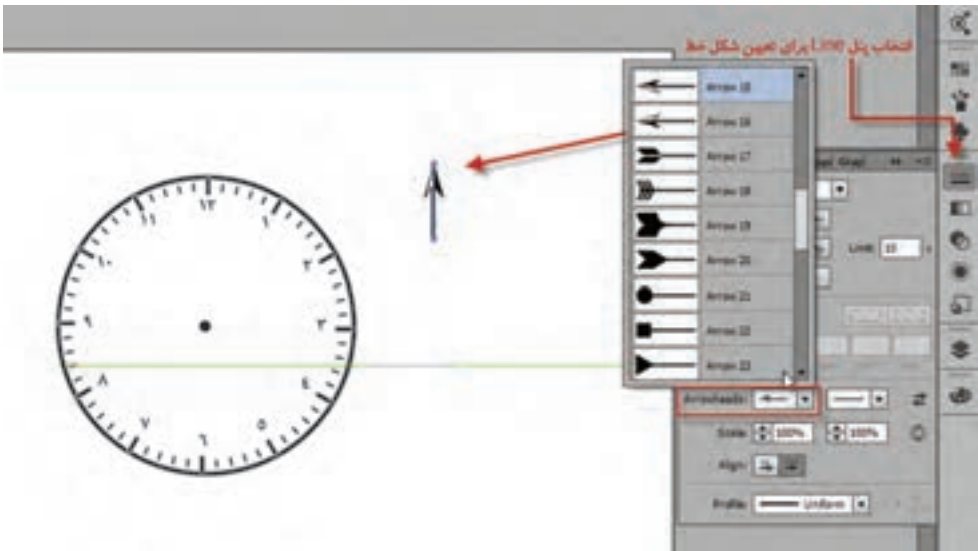 انتخاب پنل Line برای تعیین شکل خط
Arrow 15
Arrow 16
Arrow 17
Arrow 18
Arrow 19
Arrow 20
Arrow 21
Arrow 22
Arrow 23
Limit: 10 x
Arrowheads:
Scale: 100% 100%
Align:
Profile: Uniform
۱۲
۱
۲
۳
۴
۵
۶
۷
۸
۹
۱۰
۱۱